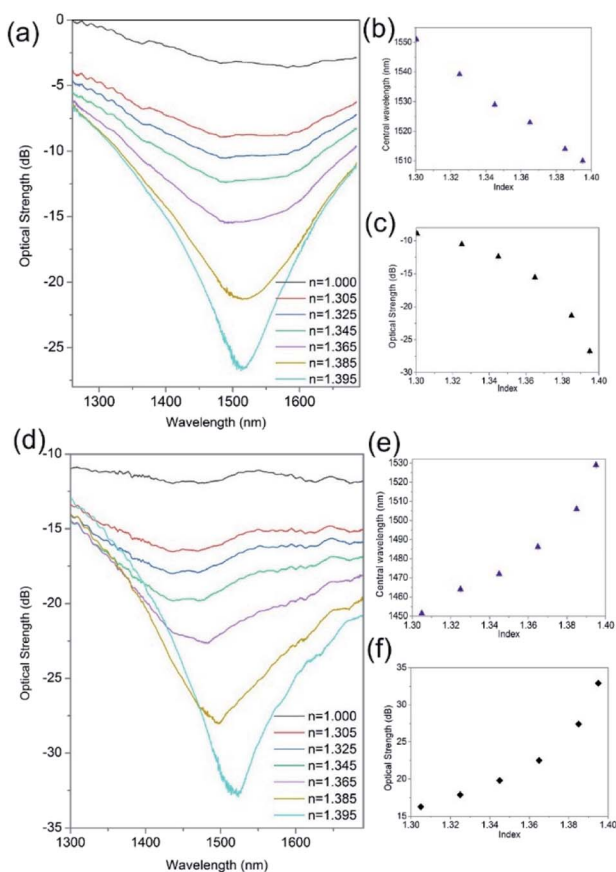 (a)
0
-5
-10
-15
-20
-25
Optical Strength (dB)
n=1.000
n=1.305
n=1.325
n=1.345
n=1.365
n=1.385
n=1.395
1300 1400 1500 1600
Wavelength (nm)
(b)
1550
1540
1530
1520
1510
Central wavelength (nm)
1.30 1.32 1.34 1.36 1.38 1.40
Index
(c)
-10
-15
-20
-25
-30
Optical Strength (dB)
1.30 1.32 1.34 1.36 1.38 1.40
Index
(d)
-10
-15
-20
-25
-30
-35
Optical Strength (dB)
n=1.000
n=1.305
n=1.325
n=1.345
n=1.365
n=1.385
n=1.395
1300 1400 1500 1600
Wavelength (nm)
(e)
1530
1520
1510
1500
1490
1480
1470
1460
1450
Central wavelength (nm)
1.30 1.32 1.34 1.36 1.38 1.40
Index
(f)
35
30
25
20
15
Optical Strength (dB)
1.30 1.32 1.34 1.36 1.38 1.40
Index